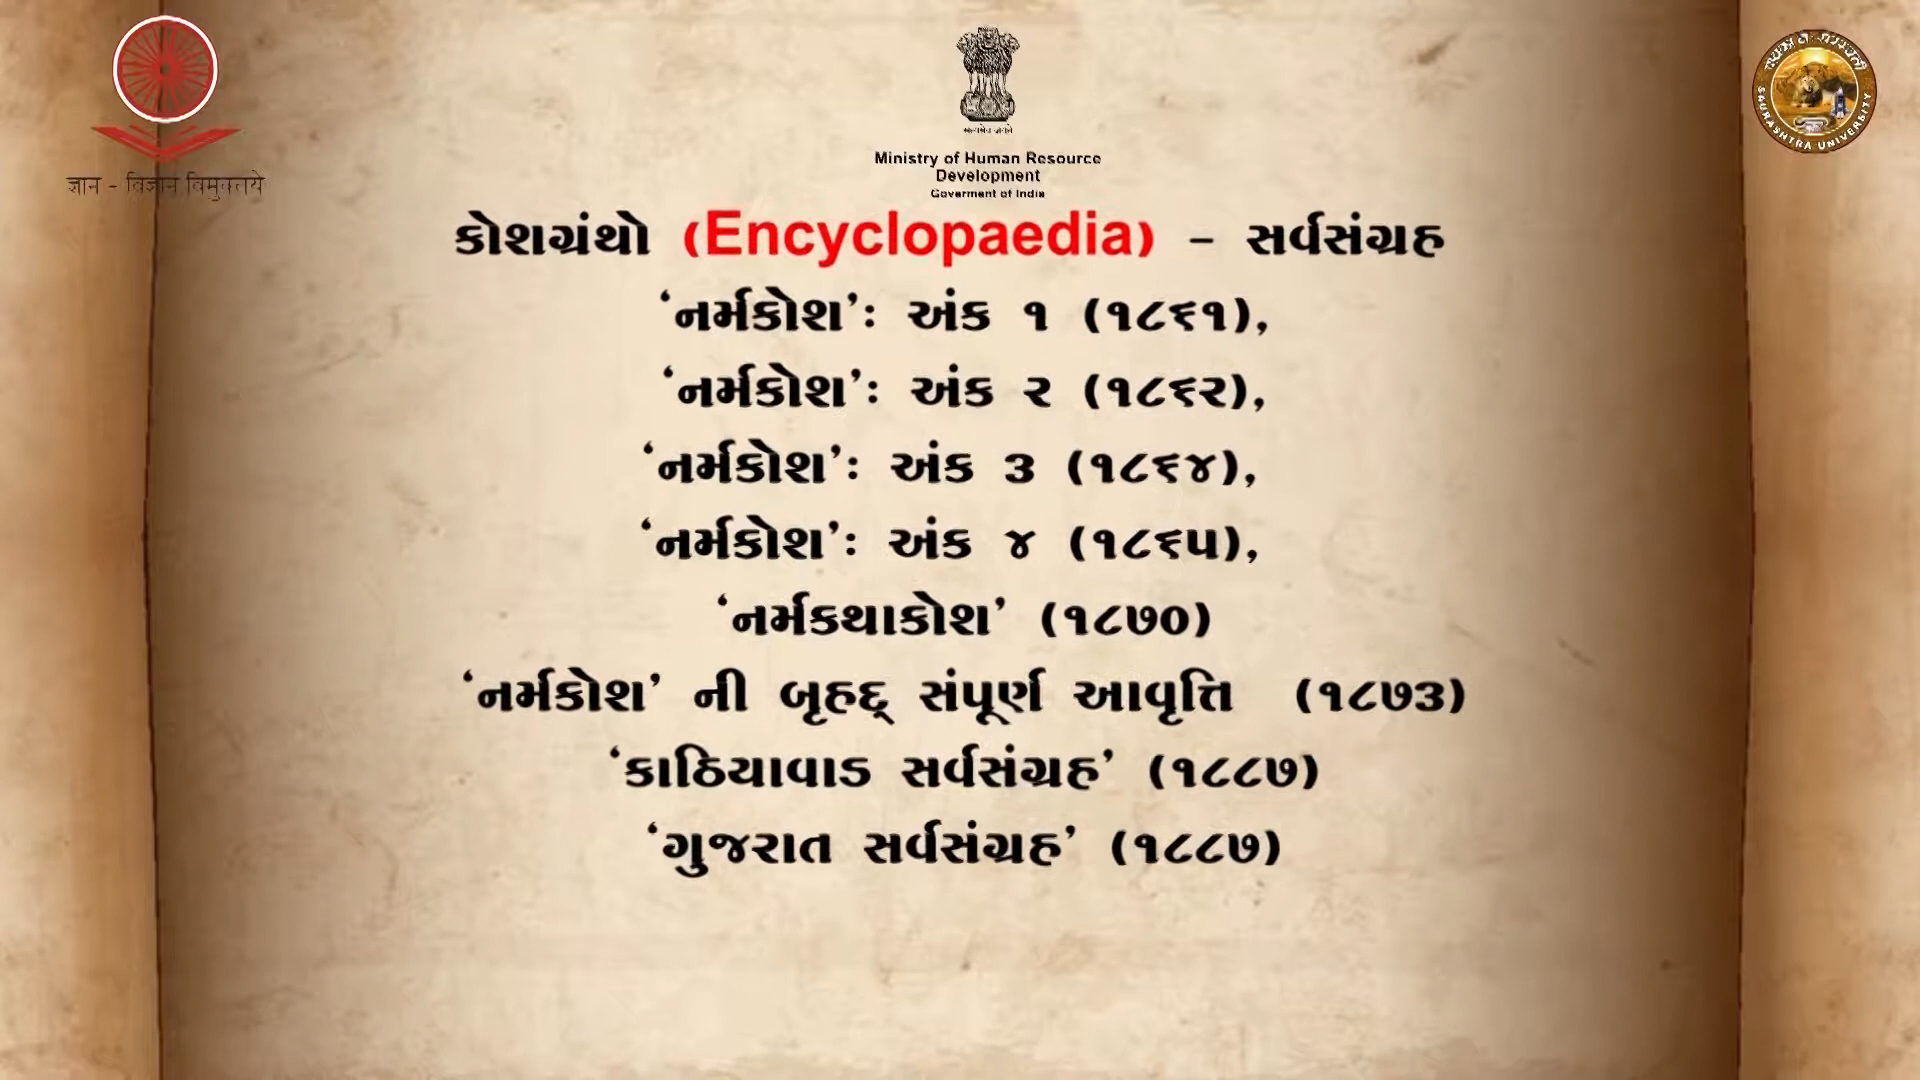 ज्ञान - विज्ञान विमुक्तये
Ministry of Human Resource
Development
Goverment of India
SAURASHTRA UNIVERSITY
કોશગ્રંથો (Encyclopaedia) – સર્વસંગ્રહ
‘નર્મકોશ’: અંક ૧ (૧૮૬૧),
‘નર્મકોશ’: અંક ૨ (૧૮૬૨),
‘નર્મકોશ’: અંક ૩ (૧૮૬૪),
‘નર્મકોશ’: અંક ૪ (૧૮૬૫),
‘નર્મકથાકોશ’ (૧૮૭૦)
‘નર્મકોશ’ ની બૃહદ્ સંપૂર્ણ આવૃત્તિ (૧૮૭૩)
‘કાઠિયાવાડ સર્વસંગ્રહ’ (૧૮૮૭)
‘ગુજરાત સર્વસંગ્રહ’ (૧૮૮૭)